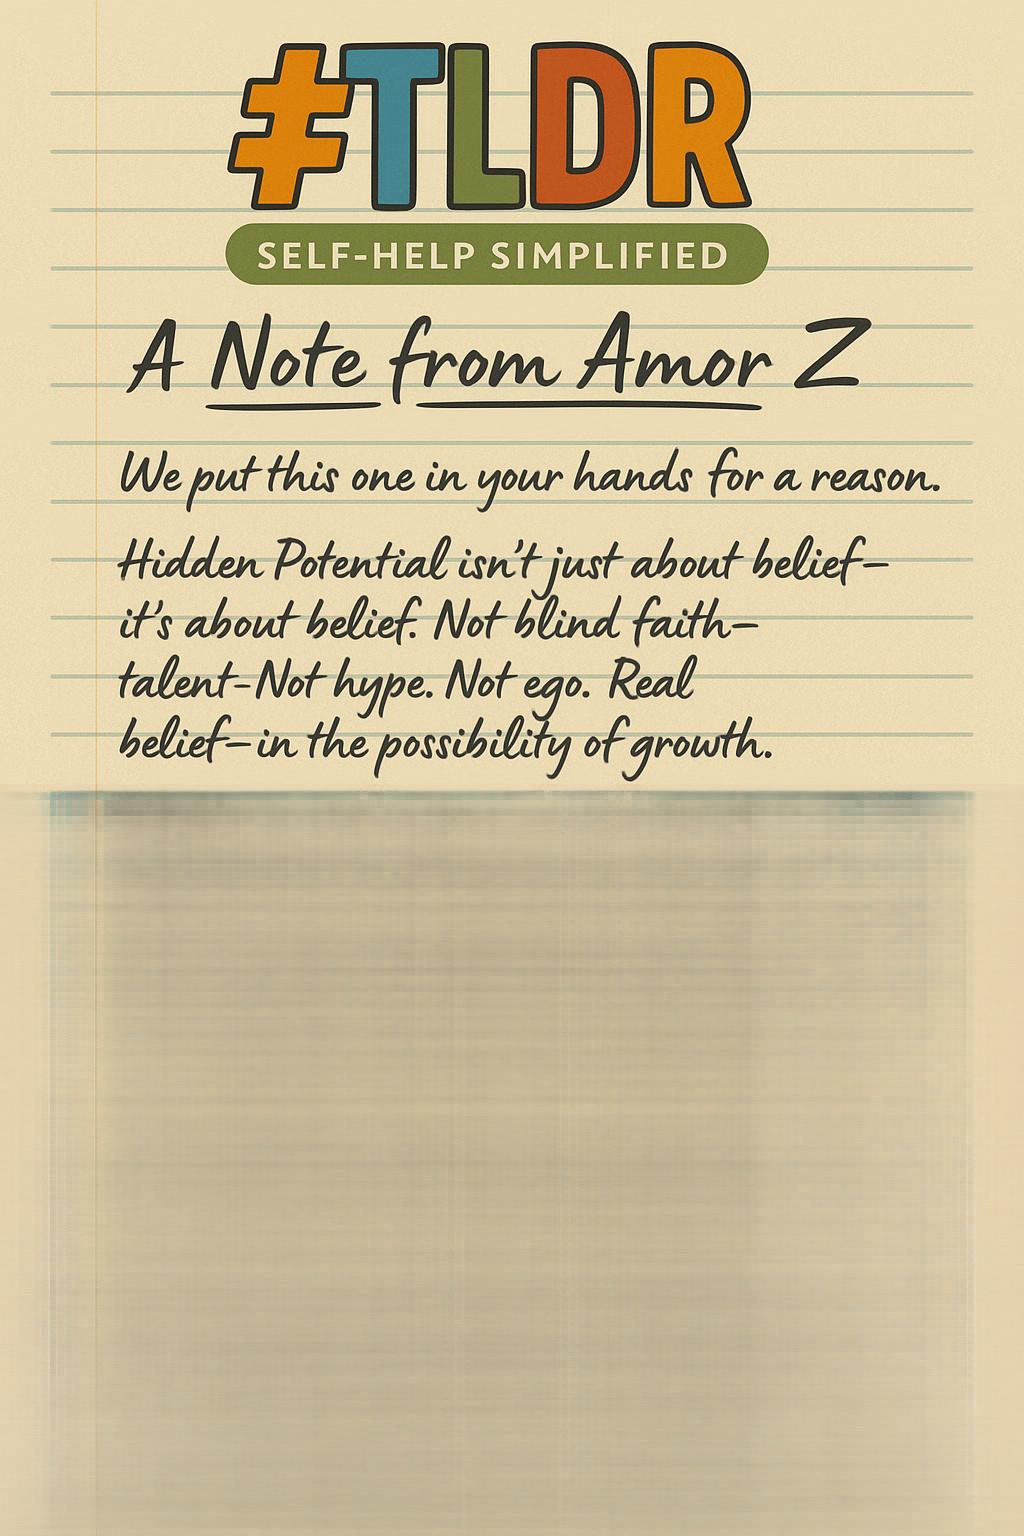 #TLDR
SELF-HELP SIMPLIFIED
A Note from Amor Z
We put this one in your hands for a reason.
Hidden Potential isn't just about belief—
it's about belief. Not blind faith—
talent-Not hype. Not ego. Real
belief—in the possibility of growth.